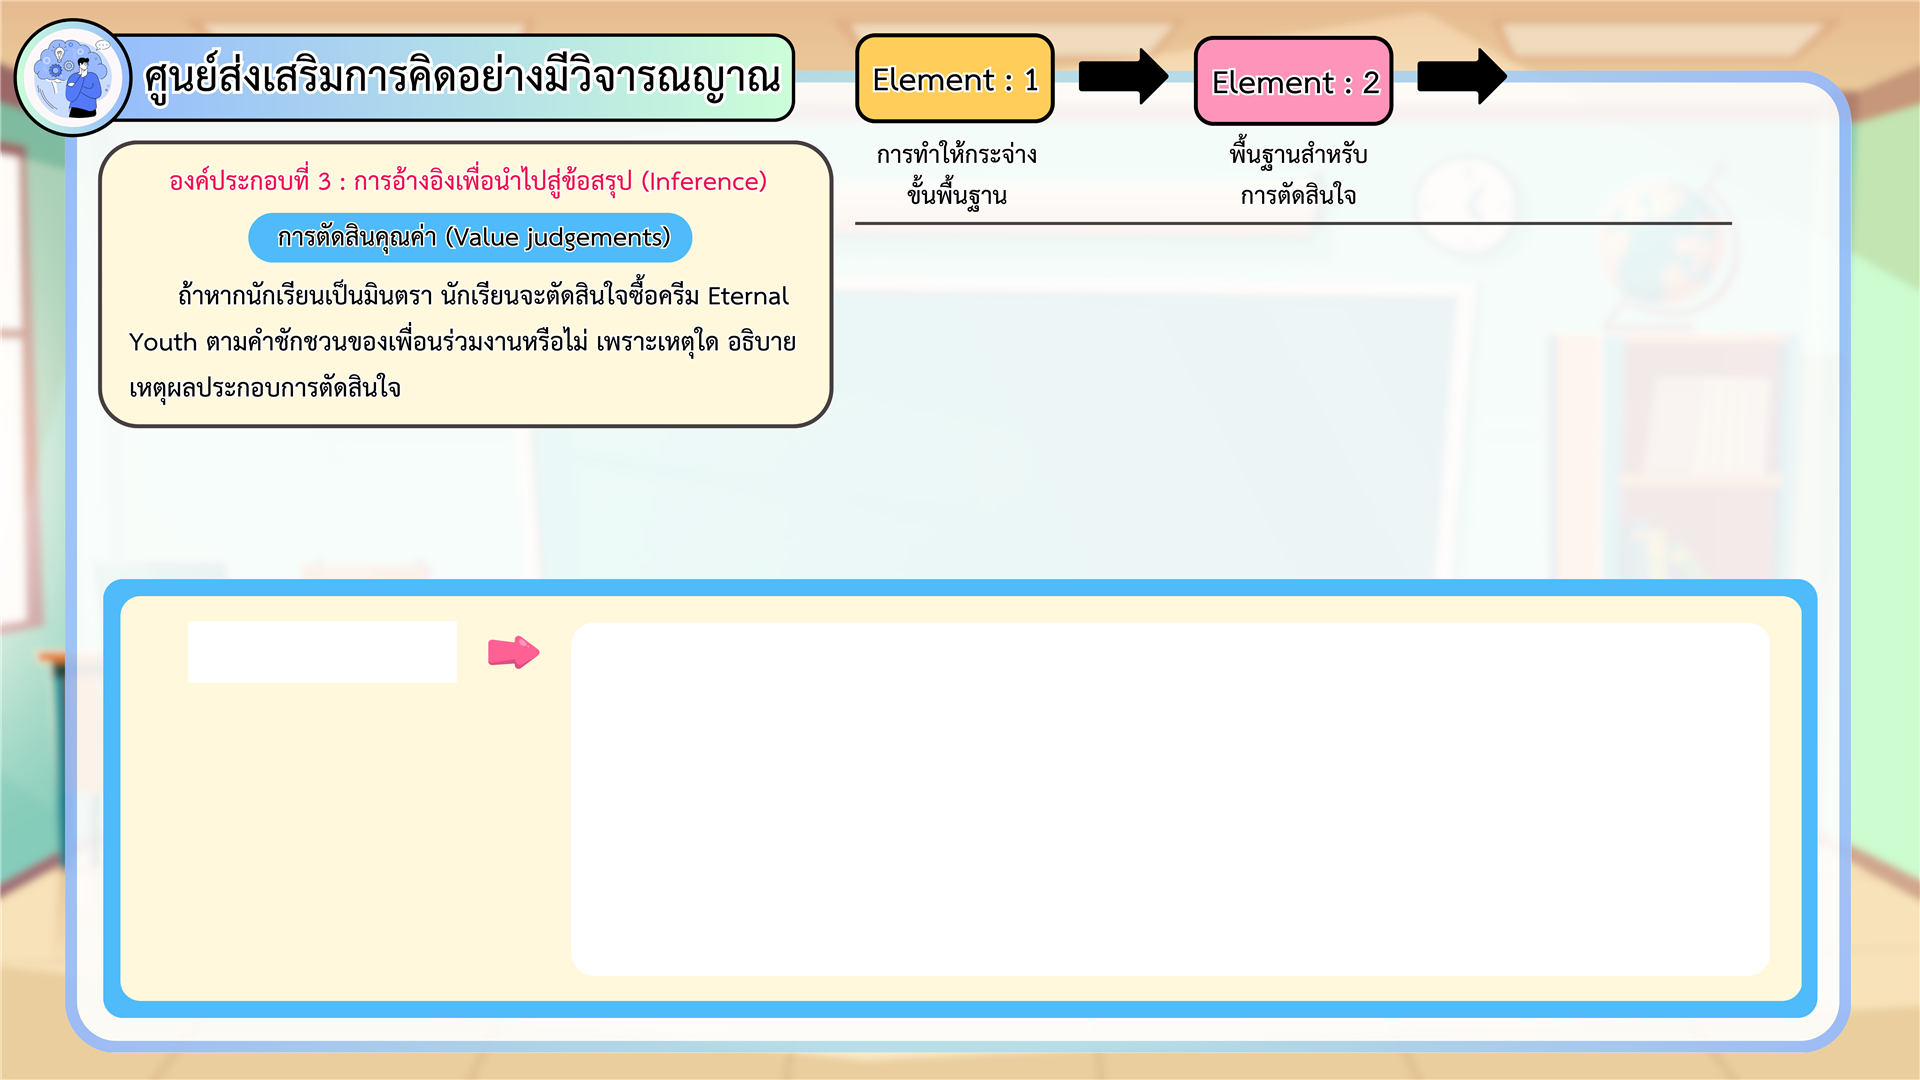 ศูนย์ส่งเสริมการคิดอย่างมีวิจารณญาณ
Element : 1
Element : 2
การทำให้กระจ่าง
ขั้นพื้นฐาน
พื้นฐานสำหรับ
การตัดสินใจ
องค์ประกอบที่ 3 : การอ้างอิงเพื่อนำไปสู่ข้อสรุป (Inference)
การตัดสินคุณค่า (Value judgements)
ถ้าหากนักเรียนเป็นมินตรา นักเรียนจะตัดสินใจซื้อครีม Eternal
Youth ตามคำชักชวนของเพื่อนร่วมงานหรือไม่ เพราะเหตุใด อธิบาย
เหตุผลประกอบการตัดสินใจ